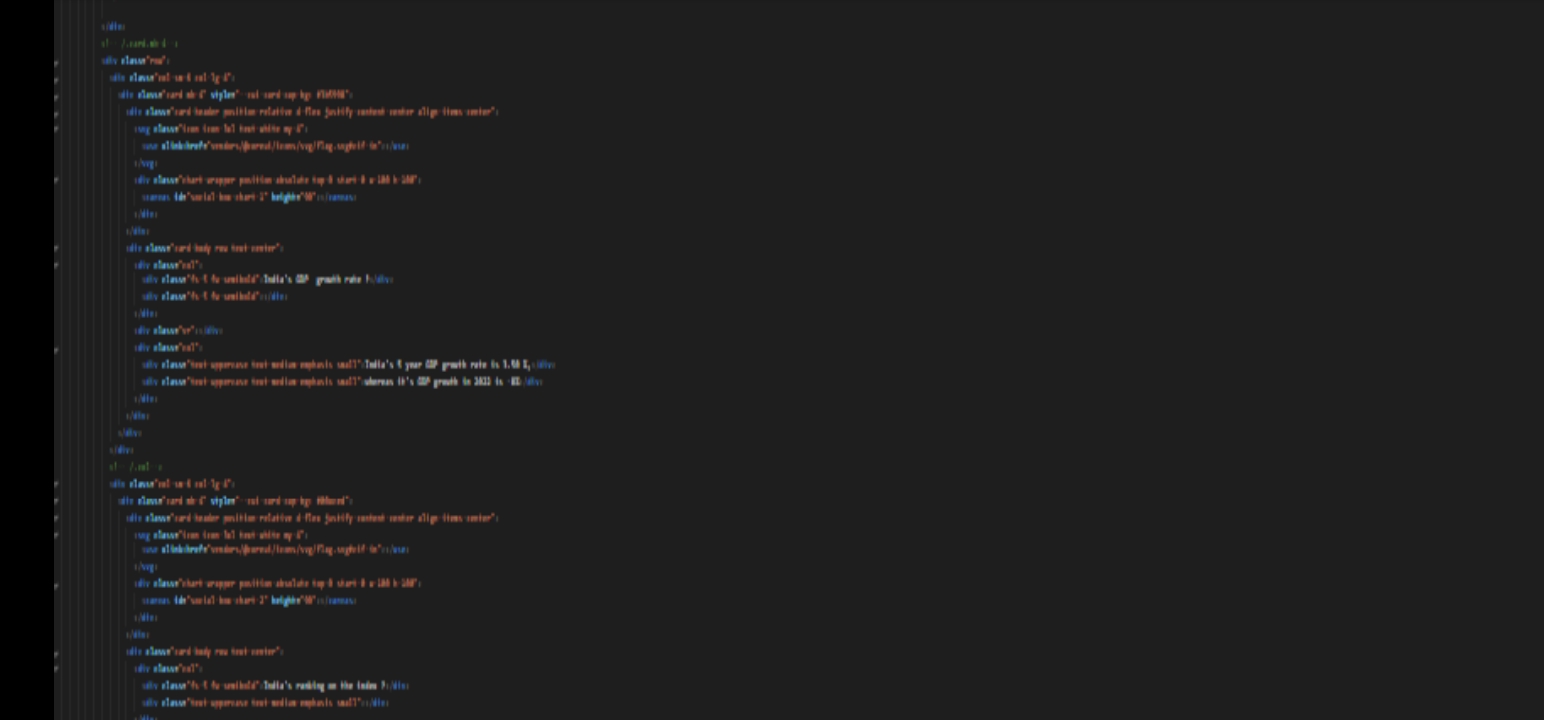 </div>
<!-- /.card.mb-4 -->
<div class="row">
<div class="col-sm-6 col-lg-4">
<div class="card mb-4" style="--cui-card-cap-bg:
<div class="card-header position-relative d-flex justify-content-center align-items-center">
<svg class="icon icon-3xl text-white my-4">
<use xlink:href="vendors/@coreui/icons/svg/flag.svg#cif-in"></use>
</svg>
<div class="chart-wrapper position-absolute top-0 start-0 w-100 h-100">
<canvas id="social-box-chart-1" height="90"></canvas>
</div>
</div>
<div class="card-body row text-center">
<div class="col">
<div class="fs-5 fw-semibold">India's GDP growth rate ?</div>
<div class="fs-5 fw-semibold"></div>
</div>
<div class="vr"></div>
<div class="col">
<div class="text-uppercase text-medium-emphasis small">India's 5 year GDP growth rate is %,</div>
<div class="text-uppercase text-medium-emphasis small">whereas it's GDP growth in is</div>
</div>
</div>
</div>
</div>
<!-- /.col-->
<div class="col-sm-6 col-lg-4">
<div class="card mb-4" style="--cui-card-cap-bg:
<div class="card-header position-relative d-flex justify-content-center align-items-center">
<svg class="icon icon-3xl text-white my-4">
<use xlink:href="vendors/@coreui/icons/svg/flag.svg#cif-in"></use>
</svg>
<div class="chart-wrapper position-absolute top-0 start-0 w-100 h-100">
<canvas id="social-box-chart-2" height="90"></canvas>
</div>
</div>
<div class="card-body row text-center">
<div class="col">
<div class="fs-5 fw-semibold">India's ranking on the index ?</div>
<div class="text-uppercase text-medium-emphasis small"></div>